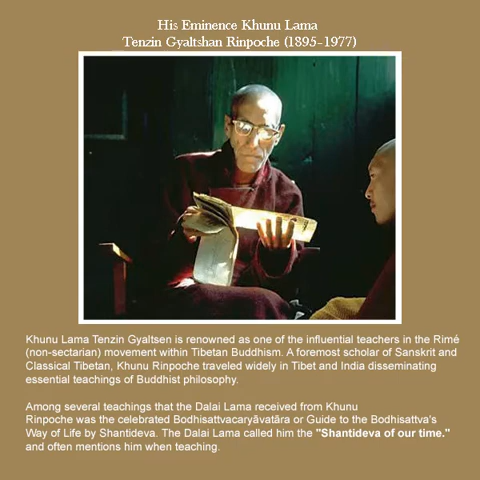 His Eminence Khunu Lama
Tenzin Gyaltshan Rinpoche (1895-1977)
Khunu Lama Tenzin Gyaltsen is renowned as one of the influential teachers in the Rimé
(non-sectarian) movement within Tibetan Buddhism. A foremost scholar of Sanskrit and
Classical Tibetan, Khunu Rinpoche traveled widely in Tibet and India disseminating
essential teachings of Buddhist philosophy.
Among several teachings that the Dalai Lama received from Khunu
Rinpoche was the celebrated Bodhisattvacaryāvatāra or Guide to the Bodhisattva's
Way of Life by Shantideva. The Dalai Lama called him the "Shantideva of our time."
and often mentions him when teaching.